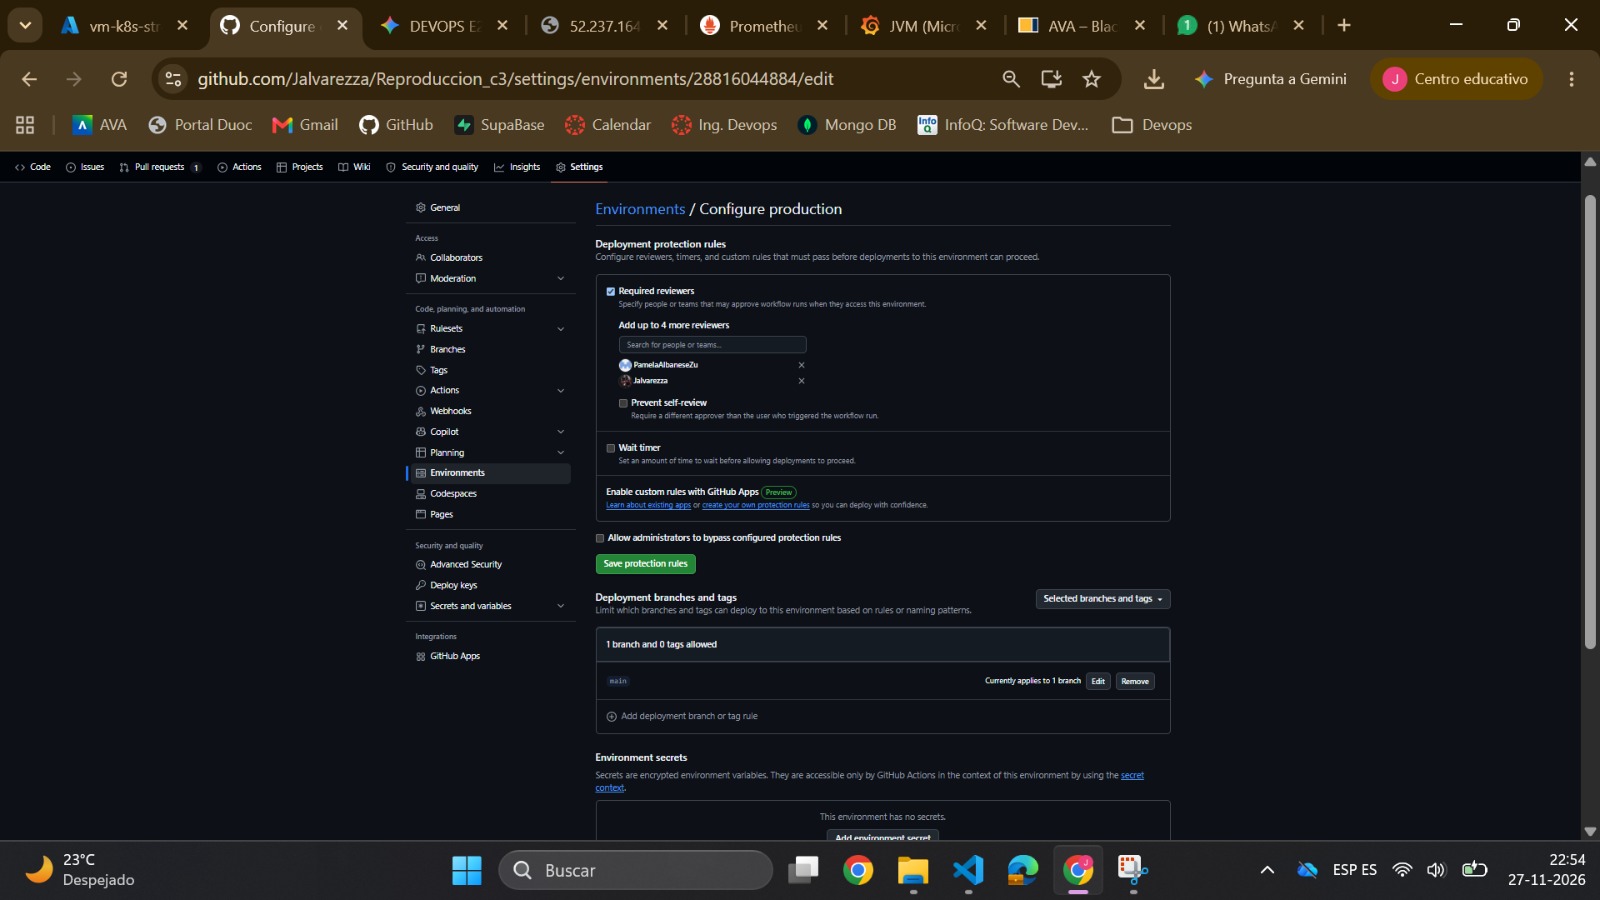 vm-k8s-str
Configure
DEVOPS E
52.237.164
Prometheu
JVM (Micr
AVA – Blac
(1) WhatsA
github.com/Jalvarezza/Reproduccion_c3/settings/environments/28816044884/edit
Pregunta a Gemini
J
Centro educativo
AVA
Portal Duoc
Gmail
GitHub
SupaBase
Calendar
Ing. Devops
Mongo DB
InfoQ: Software Dev...
Devops
Code
Issues
Pull requests 1
Actions
Projects
Wiki
Security and quality
Insights
Settings
General
Access
Collaborators
Moderation
Code, planning, and automation
Rulesets
Branches
Tags
Actions
Webhooks
Copilot
Planning
Environments
Codespaces
Pages
Security and quality
Advanced Security
Deploy keys
Secrets and variables
Integrations
GitHub Apps
Environments / Configure production
Deployment protection rules
Configure reviewers, timers, and custom rules that must pass before deployments to this environment can proceed.
Required reviewers
Specify people or teams that may approve workflow runs when they access this environment.
Add up to 4 more reviewers
Search for people or teams...
PamelaAlbaneseZu
Jalvarezza
Prevent self-review
Require a different approver than the user who triggered the workflow run.
Wait timer
Set an amount of time to wait before allowing deployments to proceed.
Enable custom rules with GitHub Apps Preview
Learn about existing apps or create your own protection rules so you can deploy with confidence.
Allow administrators to bypass configured protection rules
Save protection rules
Deployment branches and tags
Limit which branches and tags can deploy to this environment based on rules or naming patterns.
Selected branches and tags
1 branch and 0 tags allowed
main
Currently applies to 1 branch
Edit
Remove
Add deployment branch or tag rule
Environment secrets
Secrets are encrypted environment variables. They are accessible only by GitHub Actions in the context of this environment by using the secret
context.
This environment has no secrets.
Add environment secret
23°C
Despejado
Buscar
ESP ES
22:54
27-11-2026